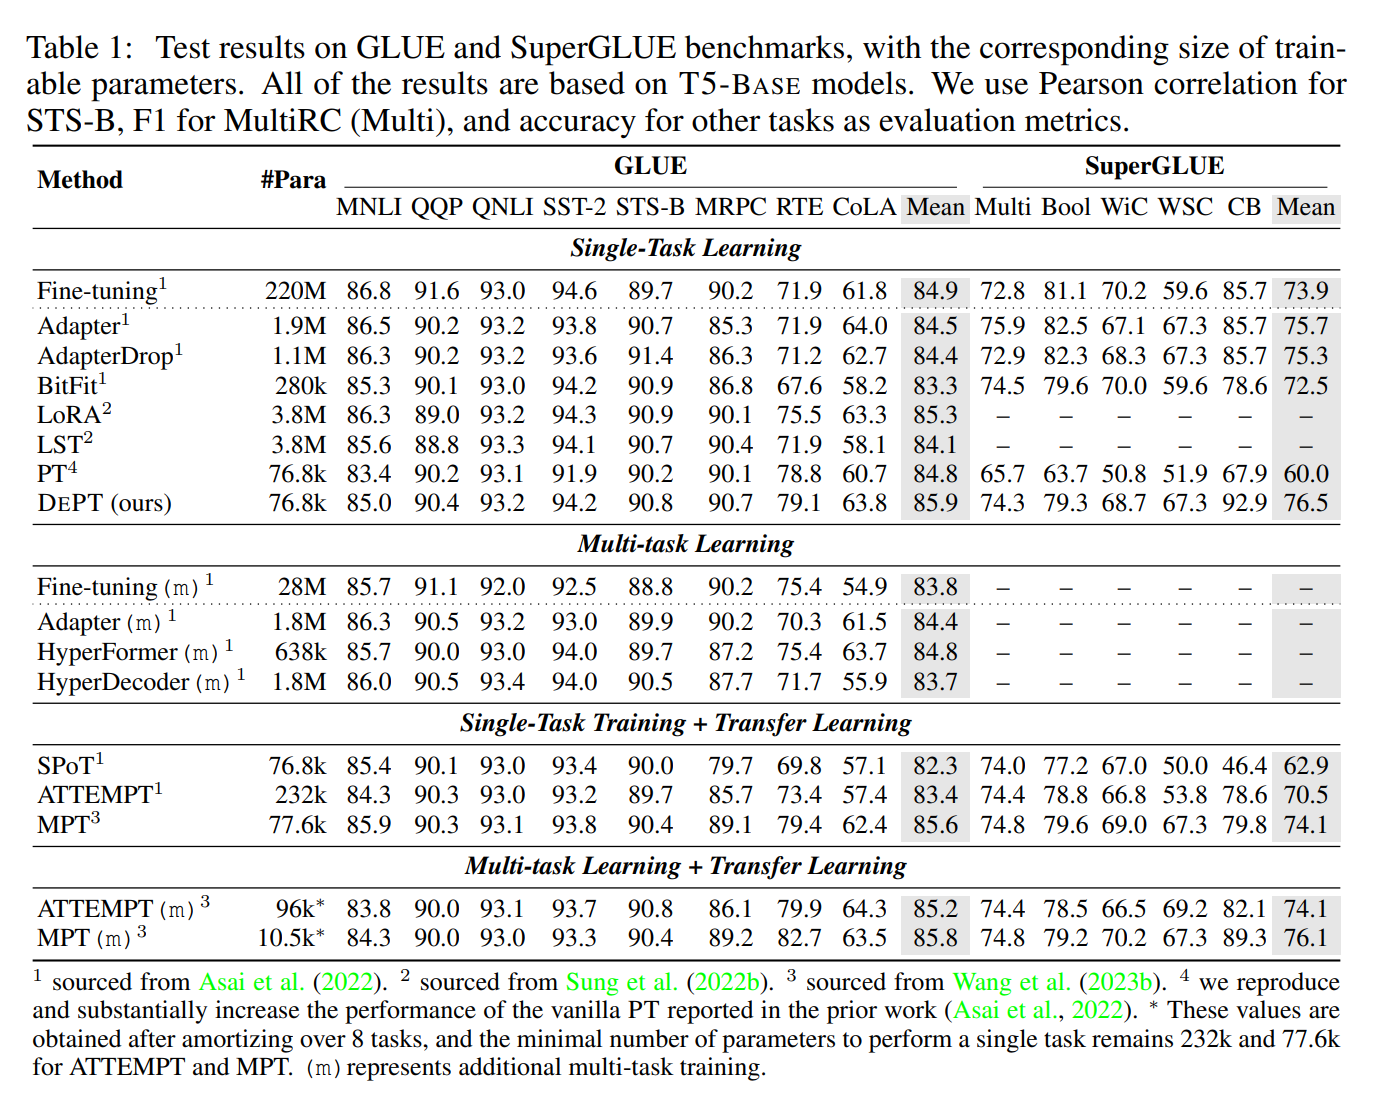 Table 1: Test results on GLUE and SuperGLUE benchmarks, with the corresponding size of train-
able parameters. All of the results are based on T5-BASE models. We use Pearson correlation for
STS-B, F1 for MultiRC (Multi), and accuracy for other tasks as evaluation metrics.
Method #Para GLUE SuperGLUE
MNLI QQP QNLI SST-2 STS-B MRPC RTE CoLA Mean Multi Bool WiC WSC CB Mean
Single-Task Learning
Fine-tuning¹ 220M 86.8 91.6 93.0 94.6 89.7 90.2 71.9 61.8 84.9 72.8 81.1 70.2 59.6 85.7 73.9
Adapter¹ 1.9M 86.5 90.2 93.2 93.8 90.7 85.3 71.9 64.0 84.5 75.9 82.5 67.1 67.3 85.7 75.7
AdapterDrop¹ 1.1M 86.3 90.2 93.2 93.6 91.4 86.3 71.2 62.7 84.4 72.9 82.3 68.3 67.3 85.7 75.3
BitFit¹ 280k 85.3 90.1 93.0 94.2 90.9 86.8 67.6 58.2 83.3 74.5 79.6 70.0 59.6 78.6 72.5
LoRA² 3.8M 86.3 89.0 93.2 94.3 90.9 90.1 75.5 63.3 85.3 – – – – – –
LST² 3.8M 85.6 88.8 93.3 94.1 90.7 90.4 71.9 58.1 84.1 – – – – – –
PT⁴ 76.8k 83.4 90.2 93.1 91.9 90.2 90.1 78.8 60.7 84.8 65.7 63.7 50.8 51.9 67.9 60.0
DEPT (ours) 76.8k 85.0 90.4 93.2 94.2 90.8 90.7 79.1 63.8 85.9 74.3 79.3 68.7 67.3 92.9 76.5
Multi-task Learning
Fine-tuning (m) ¹ 28M 85.7 91.1 92.0 92.5 88.8 90.2 75.4 54.9 83.8 – – – – – –
Adapter (m) ¹ 1.8M 86.3 90.5 93.2 93.0 89.9 90.2 70.3 61.5 84.4 – – – – – –
HyperFormer (m) ¹ 638k 85.7 90.0 93.0 94.0 89.7 87.2 75.4 63.7 84.8 – – – – – –
HyperDecoder (m) ¹ 1.8M 86.0 90.5 93.4 94.0 90.5 87.7 71.7 55.9 83.7 – – – – – –
Single-Task Training + Transfer Learning
SPoT¹ 76.8k 85.4 90.1 93.0 93.4 90.0 79.7 69.8 57.1 82.3 74.0 77.2 67.0 50.0 46.4 62.9
ATTEMPT¹ 232k 84.3 90.3 93.0 93.2 89.7 85.7 73.4 57.4 83.4 74.4 78.8 66.8 53.8 78.6 70.5
MPT³ 77.6k 85.9 90.3 93.1 93.8 90.4 89.1 79.4 62.4 85.6 74.8 79.6 69.0 67.3 79.8 74.1
Multi-task Learning + Transfer Learning
ATTEMPT (m) ³ 96k* 83.8 90.0 93.1 93.7 90.8 86.1 79.9 64.3 85.2 74.4 78.5 66.5 69.2 82.1 74.1
MPT (m) ³ 10.5k* 84.3 90.0 93.0 93.3 90.4 89.2 82.7 63.5 85.8 74.8 79.2 70.2 67.3 89.3 76.1
¹ sourced from Asai et al. (2022). ² sourced from Sung et al. (2022b). ³ sourced from Wang et al. (2023b). ⁴ we reproduce
and substantially increase the performance of the vanilla PT reported in the prior work (Asai et al., 2022). * These values are
obtained after amortizing over 8 tasks, and the minimal number of parameters to perform a single task remains 232k and 77.6k
for ATTEMPT and MPT. (m) represents additional multi-task training.